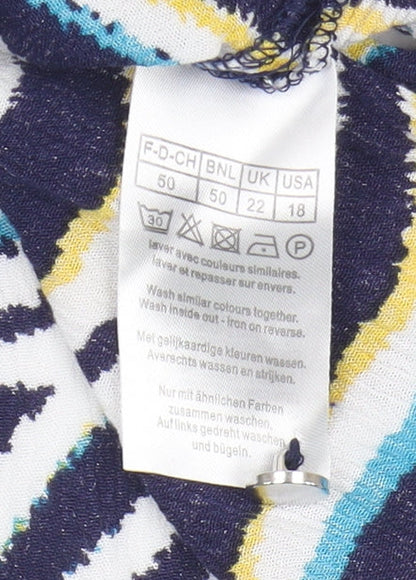 F-D-CH BNL UK USA
50 50 22 18
30 P
laver avec couleurs similaires.
laver et repasser sur envers.
Wash similar colours together.
Wash inside out - iron on reverse.
Met gelijkaardige kleuren wassen.
Averechts wassen en strijken.
Nur mit ähnlichen Farben
zusammen waschen.
Auf links gedreht waschen
und bügeln.